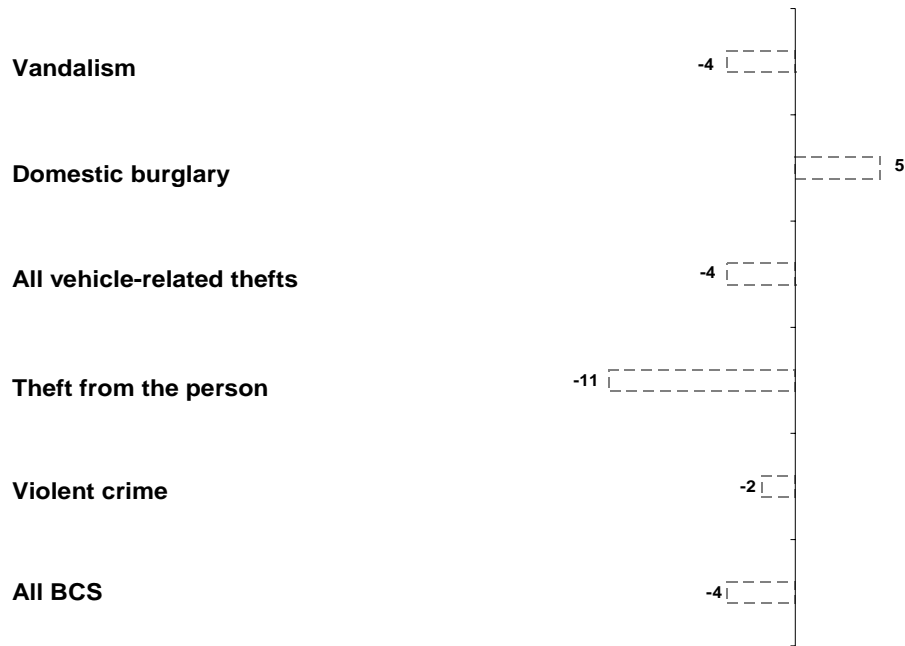 Vandalism -4
Domestic burglary 5
All vehicle-related thefts -4
Theft from the person -11
Violent crime -2
All BCS -4